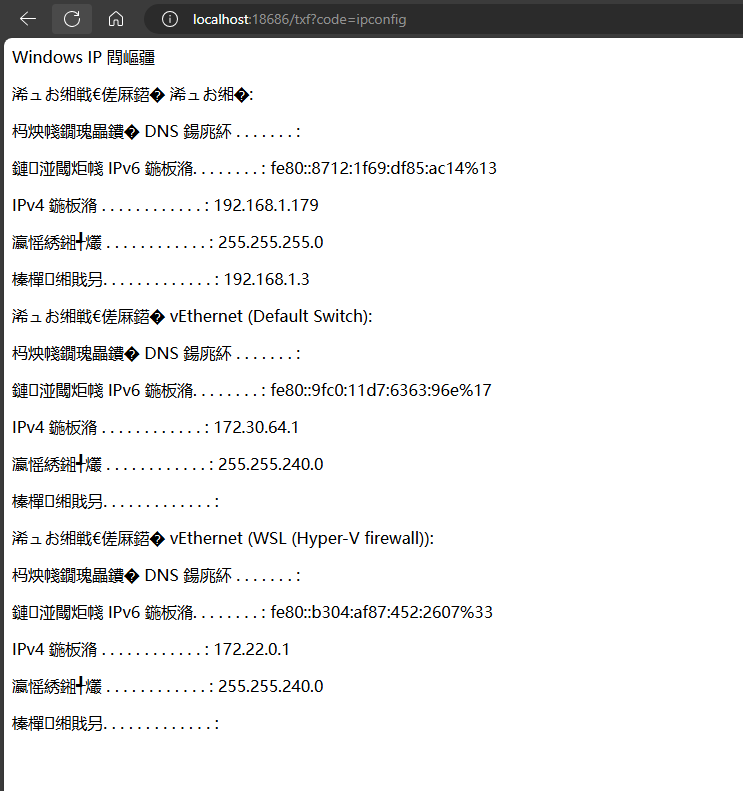 localhost:18686/txf?code=ipconfig
Windows IP 閰嶇疆
浠ュお缃戦€傞厤鍣� 浠ュお缃�:
杩炴帴鐗瑰畾鐨� DNS 鍚庣紑 . . . . . . . :
鏈湴閾炬帴 IPv6 鍦板潃. . . . . . . . : fe80::8712:1f69:df85:ac14%13
IPv4 鍦板潃 . . . . . . . . . . . . : 192.168.1.179
瀛愮綉鎺╃爜 . . . . . . . . . . . . : 255.255.255.0
榛樿缃戝叧. . . . . . . . . . . . . : 192.168.1.3
浠ュお缃戦€傞厤鍣� vEthernet (Default Switch):
杩炴帴鐗瑰畾鐨� DNS 鍚庣紑 . . . . . . . :
鏈湴閾炬帴 IPv6 鍦板潃. . . . . . . . : fe80::9fc0:11d7:6363:96e%17
IPv4 鍦板潃 . . . . . . . . . . . . : 172.30.64.1
瀛愮綉鎺╃爜 . . . . . . . . . . . . : 255.255.240.0
榛樿缃戝叧. . . . . . . . . . . . . :
浠ュお缃戦€傞厤鍣� vEthernet (WSL (Hyper-V firewall)):
杩炴帴鐗瑰畾鐨� DNS 鍚庣紑 . . . . . . . :
鏈湴閾炬帴 IPv6 鍦板潃. . . . . . . . : fe80::b304:af87:452:2607%33
IPv4 鍦板潃 . . . . . . . . . . . . : 172.22.0.1
瀛愮綉鎺╃爜 . . . . . . . . . . . . : 255.255.240.0
榛樿缃戝叧. . . . . . . . . . . . . :